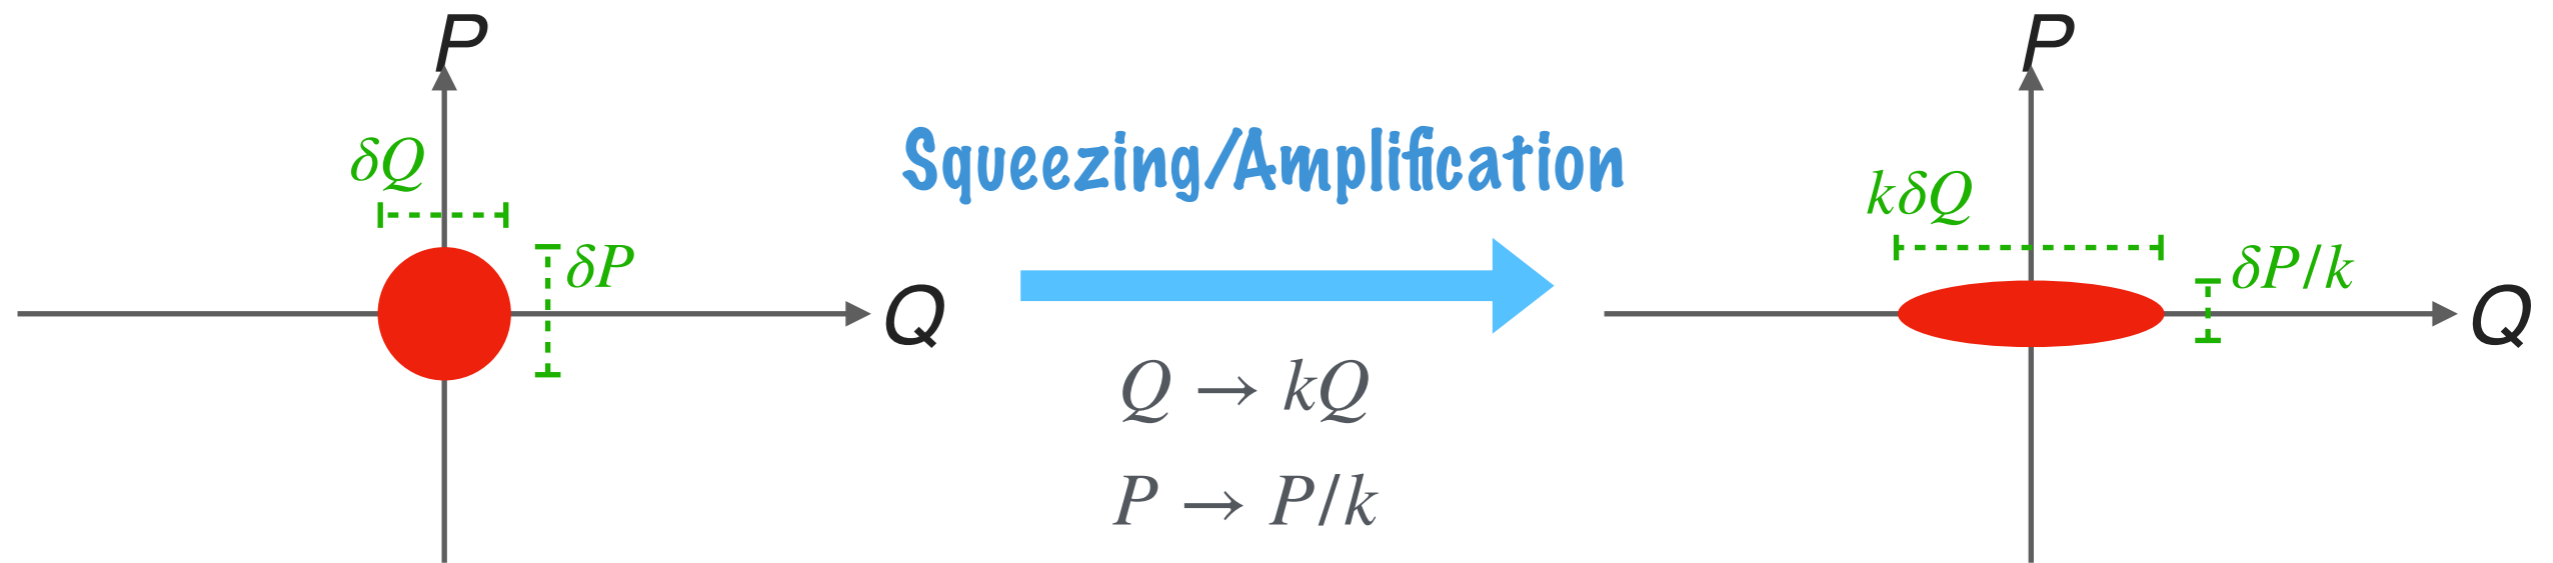 P
δQ
δP
Q
Squeezing/Amplification
Q → kQ
P → P/k
P
kδQ
δP/k
Q